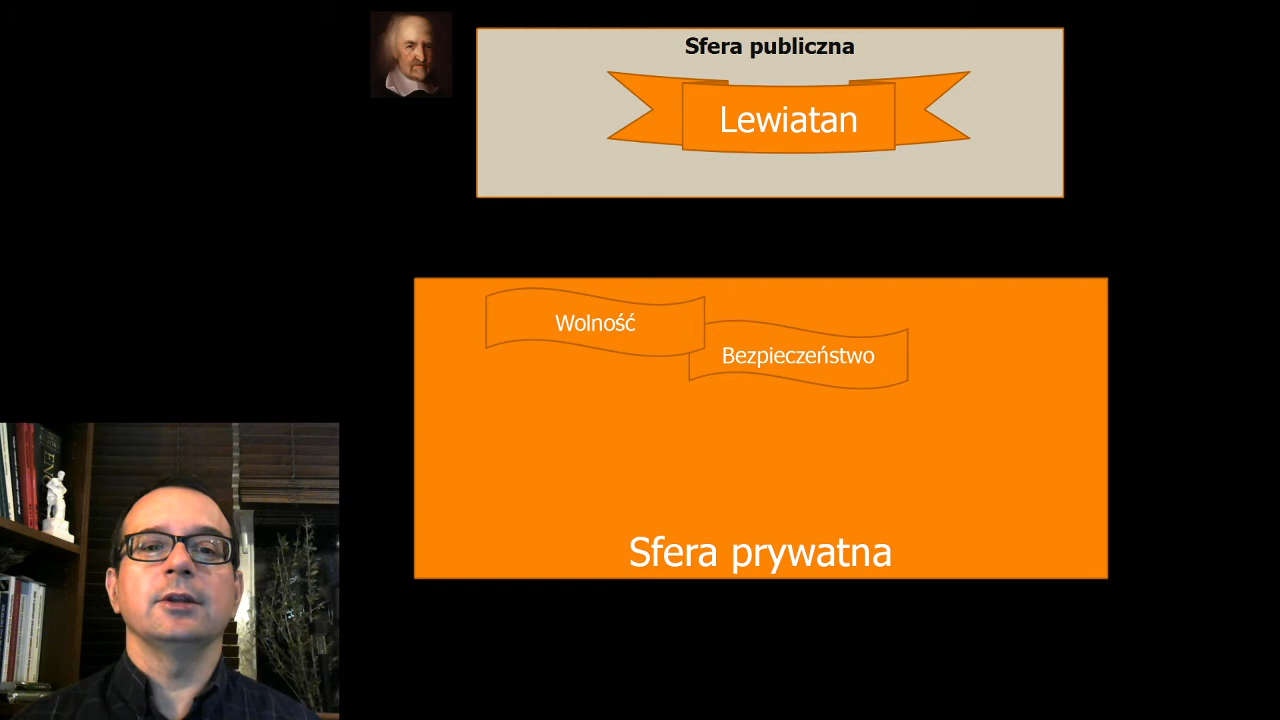 Sfera publiczna
Lewiatan
Wolność
Bezpieczeństwo
Sfera prywatna